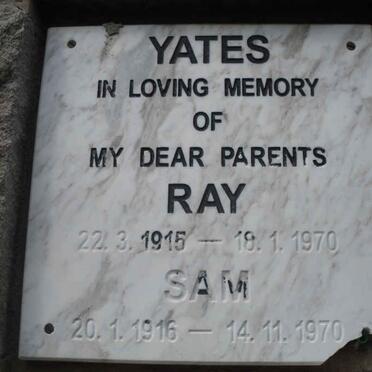 YATES
IN LOVING MEMORY
OF
MY DEAR PARENTS
RAY
22.3.1915 — 18.1.1970
SAM
20.1.1916 — 14.11.1970